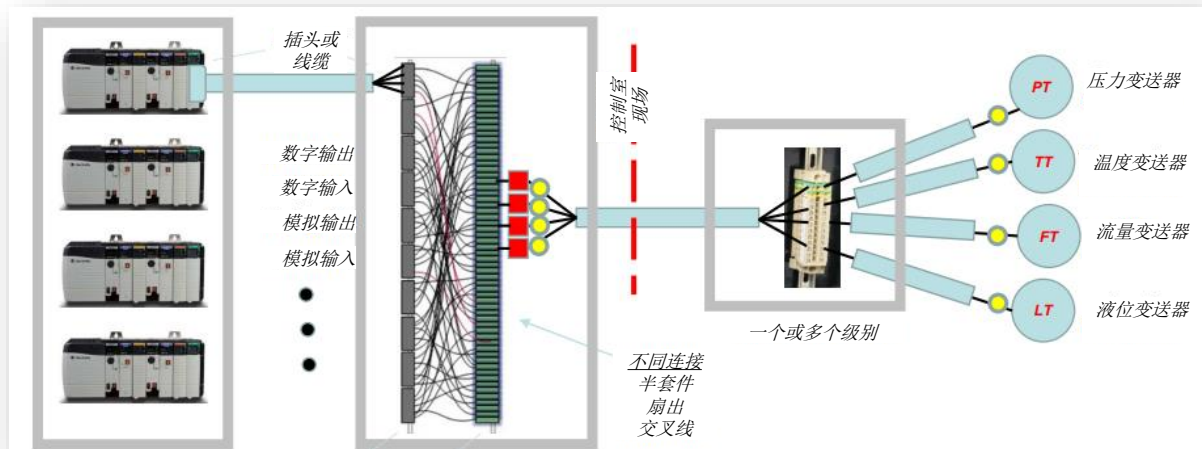 插头或
线缆
数字输出
数字输入
模拟输出
模拟输入
不同连接
半套件
扇出
交叉线
控制室
现场
一个或多个级别
PT
压力变送器
TT
温度变送器
FT
流量变送器
LT
液位变送器